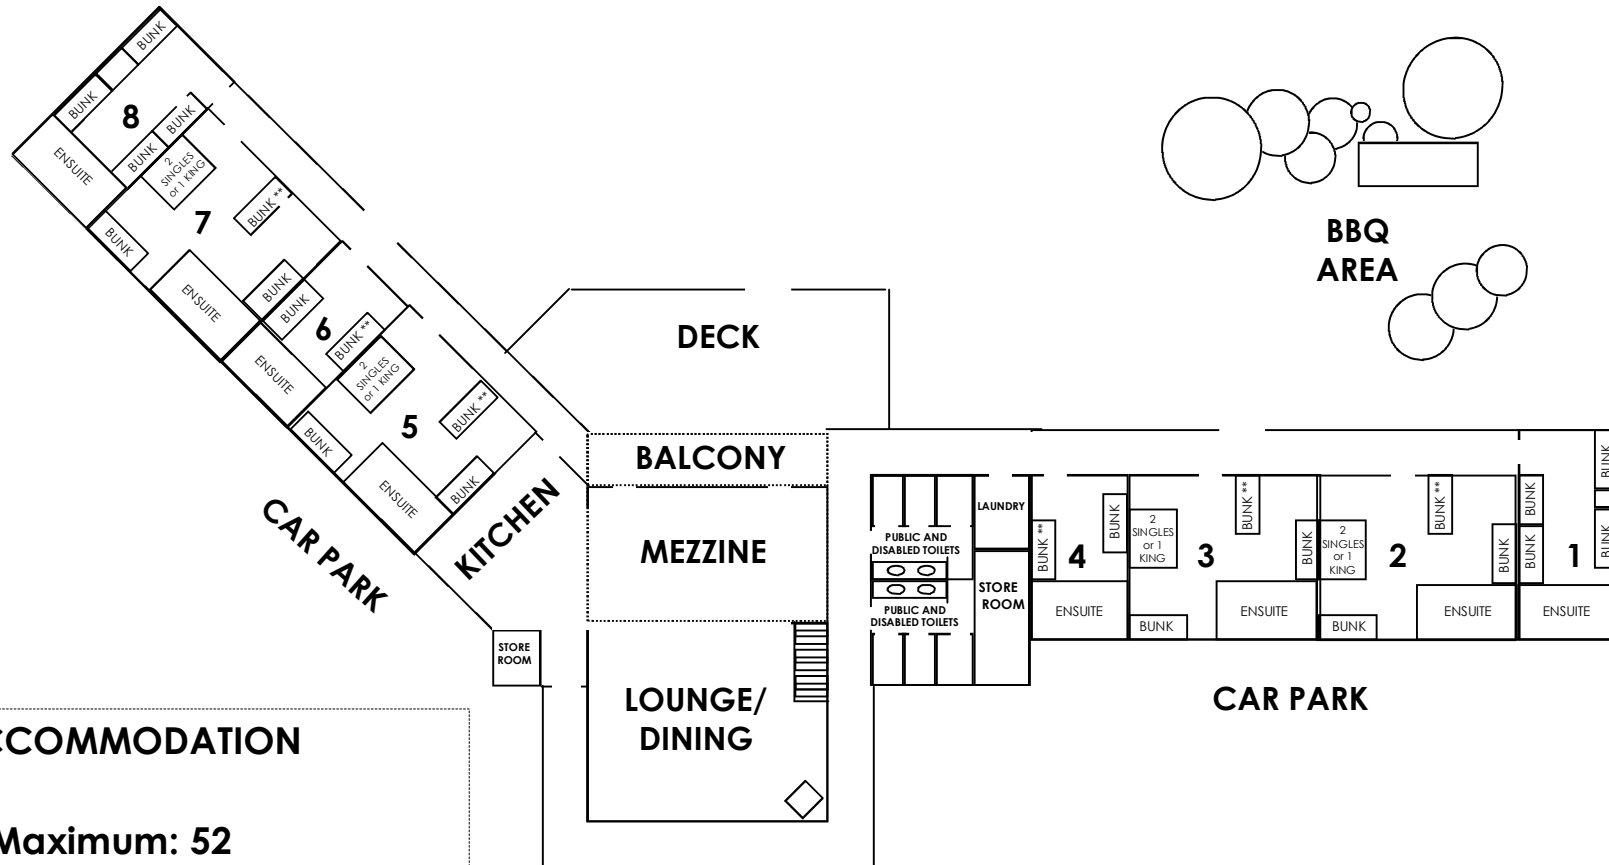 BUNK
BUNK
8
BUNK
BUNK
ENSUITE
2
SINGLES
or 1 KING
BUNK **
7
BUNK
ENSUITE
BUNK
BUNK
6
BUNK **
ENSUITE
2
SINGLES
or 1 KING
BUNK **
5
BUNK
ENSUITE
BUNK
CAR PARK
KITCHEN
STORE
ROOM
DECK
BALCONY
MEZZINE
LOUNGE/
DINING
BBQ
AREA
PUBLIC AND
DISABLED TOILETS
PUBLIC AND
DISABLED TOILETS
LAUNDRY
STORE
ROOM
BUNK **
4
BUNK
ENSUITE
2
SINGLES
or 1
KING
3
BUNK **
BUNK
BUNK
ENSUITE
2
SINGLES
or 1
KING
2
BUNK **
BUNK
BUNK
ENSUITE
BUNK
BUNK
1
BUNK
BUNK
ENSUITE
CAR PARK
CCOMMODATION
Maximum: 52